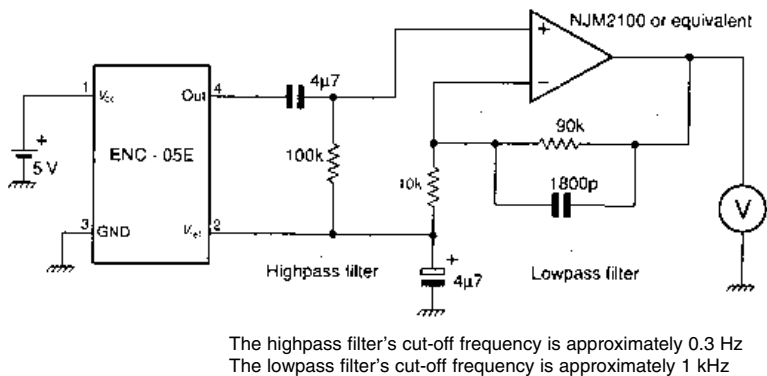 NJM2100 or equivalent
1
Vcc
Out
4
4µ7
+
−
+
5 V
ENC - 05E
100k
10k
90k
1800p
V
3
GND
Vref
2
Highpass filter
+
4µ7
Lowpass filter
The highpass filter's cut-off frequency is approximately 0.3 Hz
The lowpass filter's cut-off frequency is approximately 1 kHz